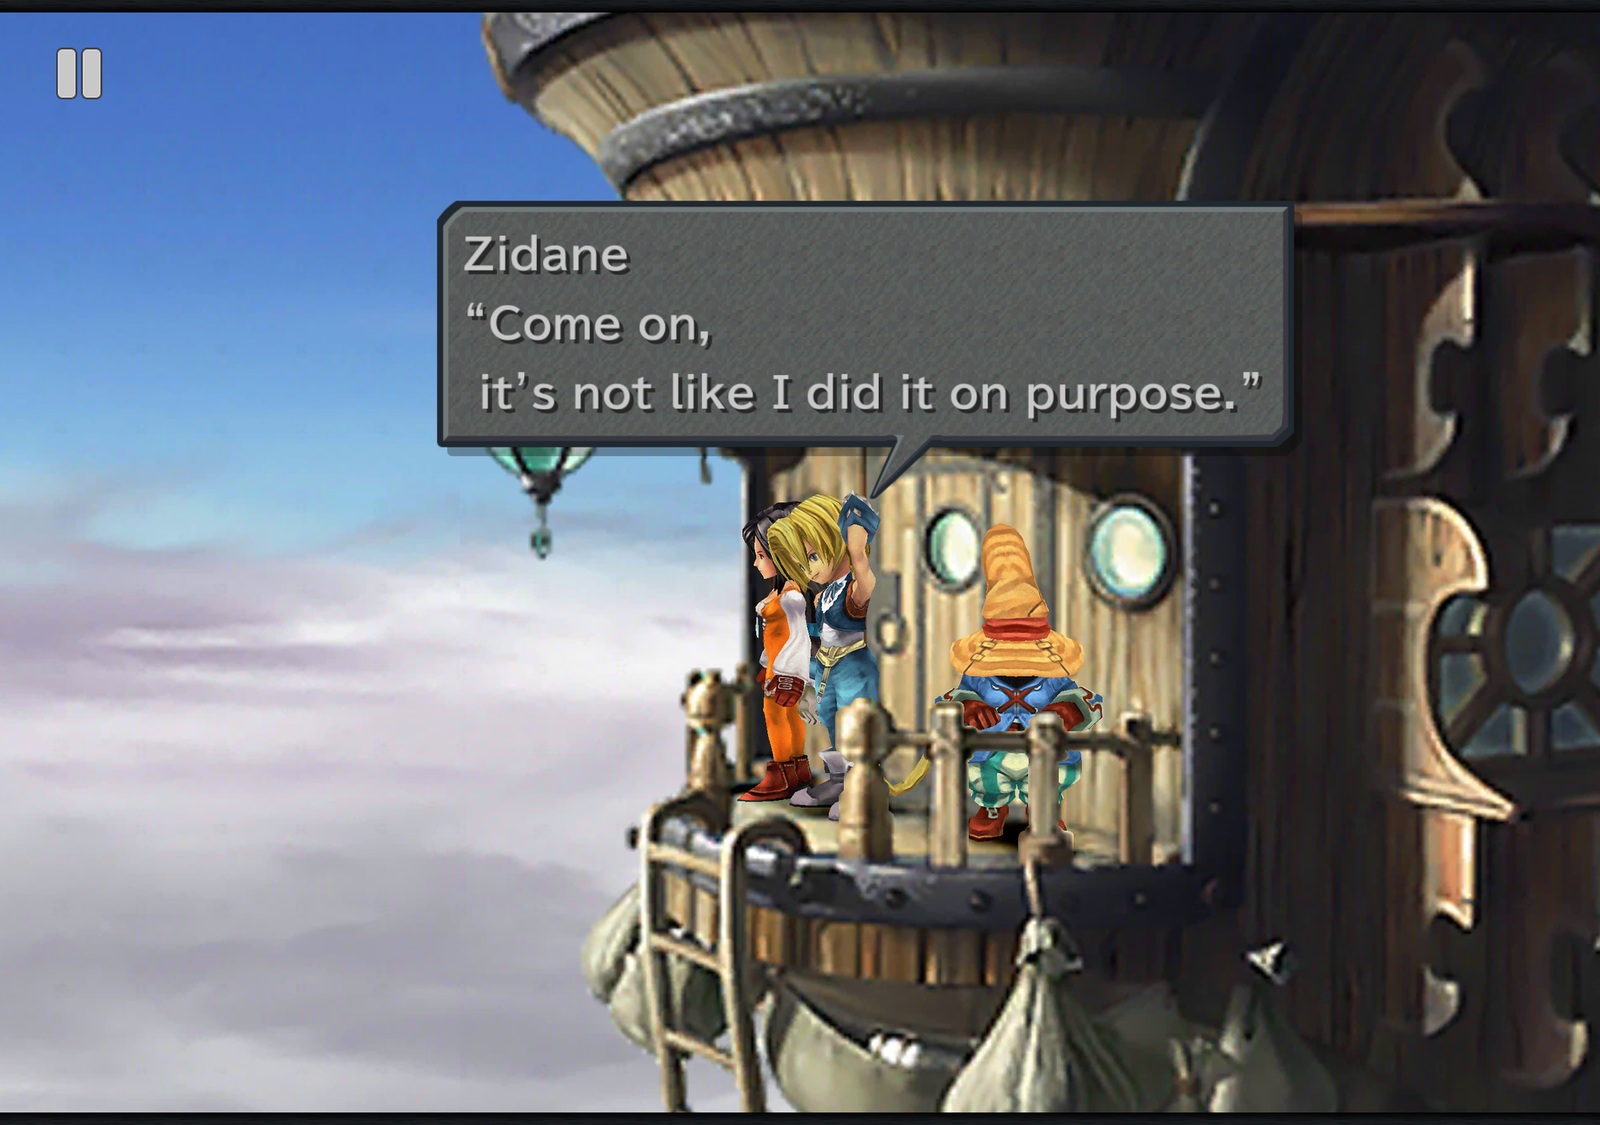 Zidane
“Come on,
it’s not like I did it on purpose.”